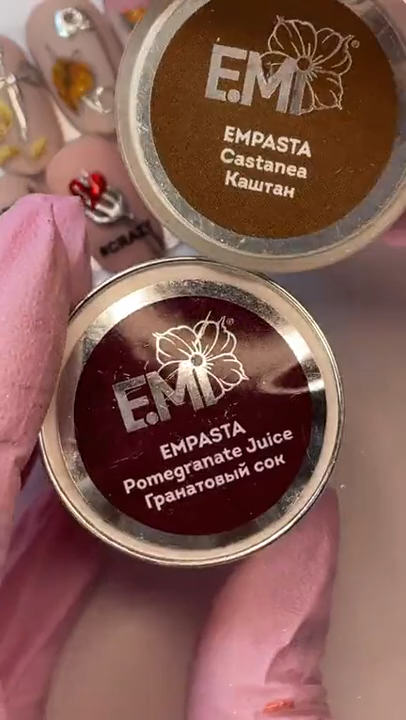 E.Mi
EMPASTA
Castanea
Каштан
E.Mi
EMPASTA
Pomegranate Juice
Гранатовый сок